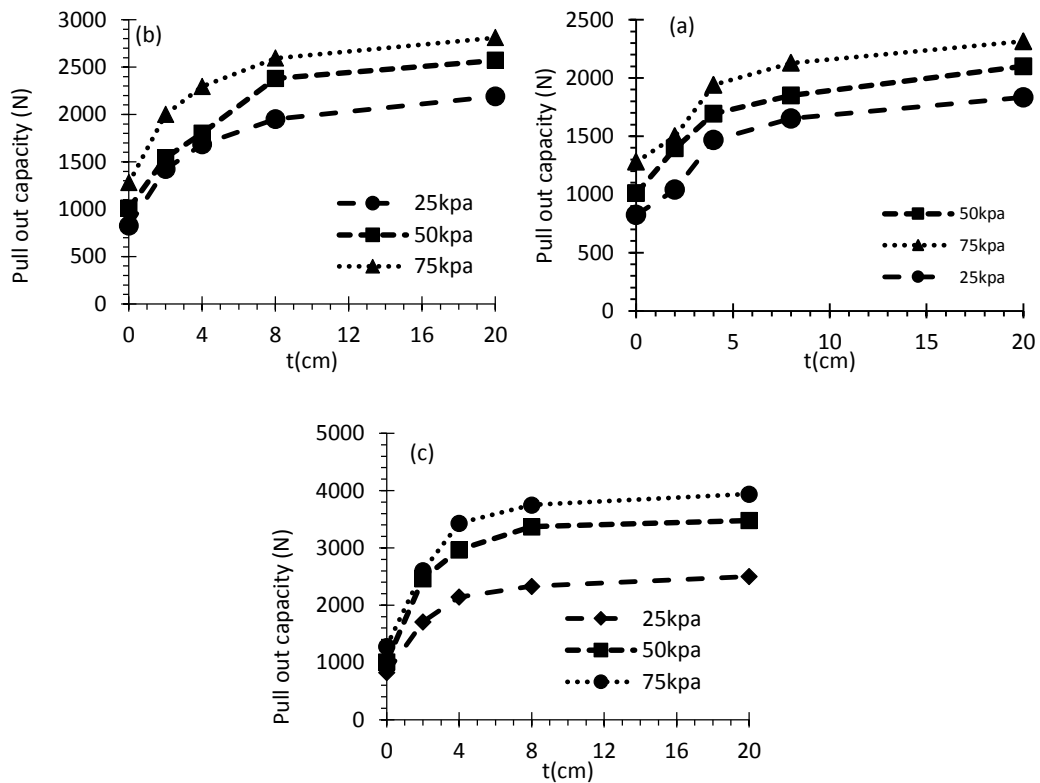 (b)
Pull out capacity (N)
3000
2500
2000
1500
1000
500
0
0 4 8 12 16 20
t(cm)
25kpa
50kpa
75kpa
(a)
Pull out capacity (N)
2500
2000
1500
1000
500
0
0 5 10 15 20
t(cm)
50kpa
75kpa
25kpa
(c)
Pull out capacity (N)
5000
4000
3000
2000
1000
0
0 4 8 12 16 20
t(cm)
25kpa
50kpa
75kpa